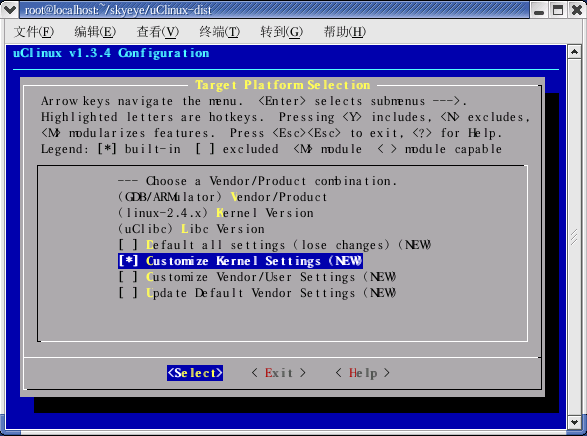 root@localhost:~/skyeye/uClinux-dist
文件(F) 编辑(E) 查看(V) 终端(T) 转到(G) 帮助(H)
uClinux v1.3.4 Configuration
Target Platform Selection
Arrow keys navigate the menu. <Enter> selects submenus --->.
Highlighted letters are hotkeys. Pressing <Y> includes, <N> excludes,
<M> modularizes features. Press <Esc><Esc> to exit, <?> for Help.
Legend: [*] built-in [ ] excluded <M> module < > module capable
--- Choose a Vendor/Product combination.
(GDB/ARMulator) Vendor/Product
(linux-2.4.x) Kernel Version
(uClibc) Libc Version
[ ] Default all settings (lose changes) (NEW)
[*] Customize Kernel Settings (NEW)
[ ] Customize Vendor/User Settings (NEW)
[ ] Update Default Vendor Settings (NEW)
<Select> < Exit > < Help >